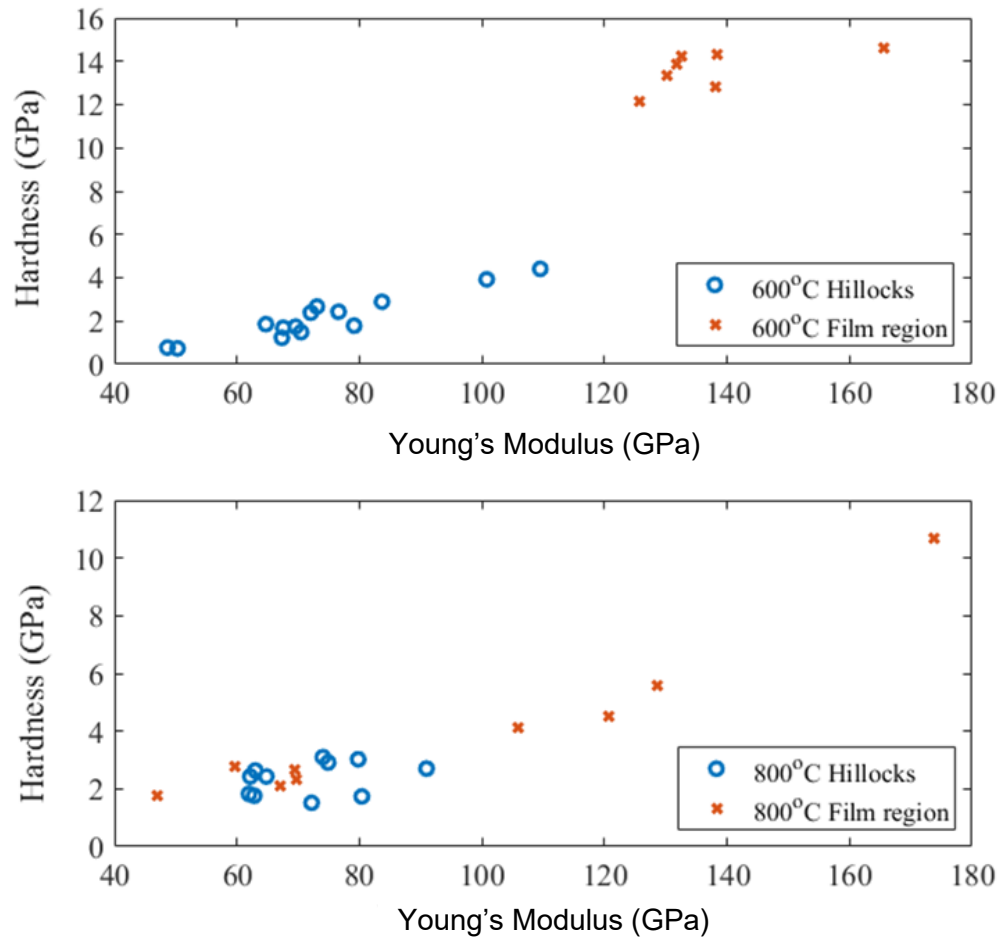 16
14
12
10
8
6
4
2
0
Hardness (GPa)
600°C Hillocks
600°C Film region
40 60 80 100 120 140 160 180
Young’s Modulus (GPa)
12
10
8
6
4
2
0
Hardness (GPa)
800°C Hillocks
800°C Film region
40 60 80 100 120 140 160 180
Young’s Modulus (GPa)